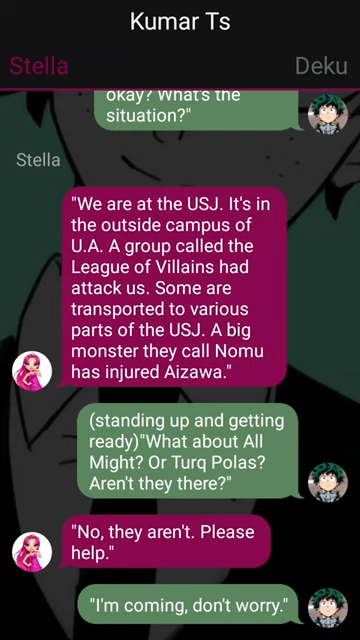 Kumar Ts
Stella
Deku
okay? What's the
situation?"
Stella
"We are at the USJ. It's in
the outside campus of
U.A. A group called the
League of Villains had
attack us. Some are
transported to various
parts of the USJ. A big
monster they call Nomu
has injured Aizawa."
(standing up and getting
ready)"What about All
Might? Or Turq Polas?
Aren't they there?"
"No, they aren't. Please
help."
"I'm coming, don't worry."